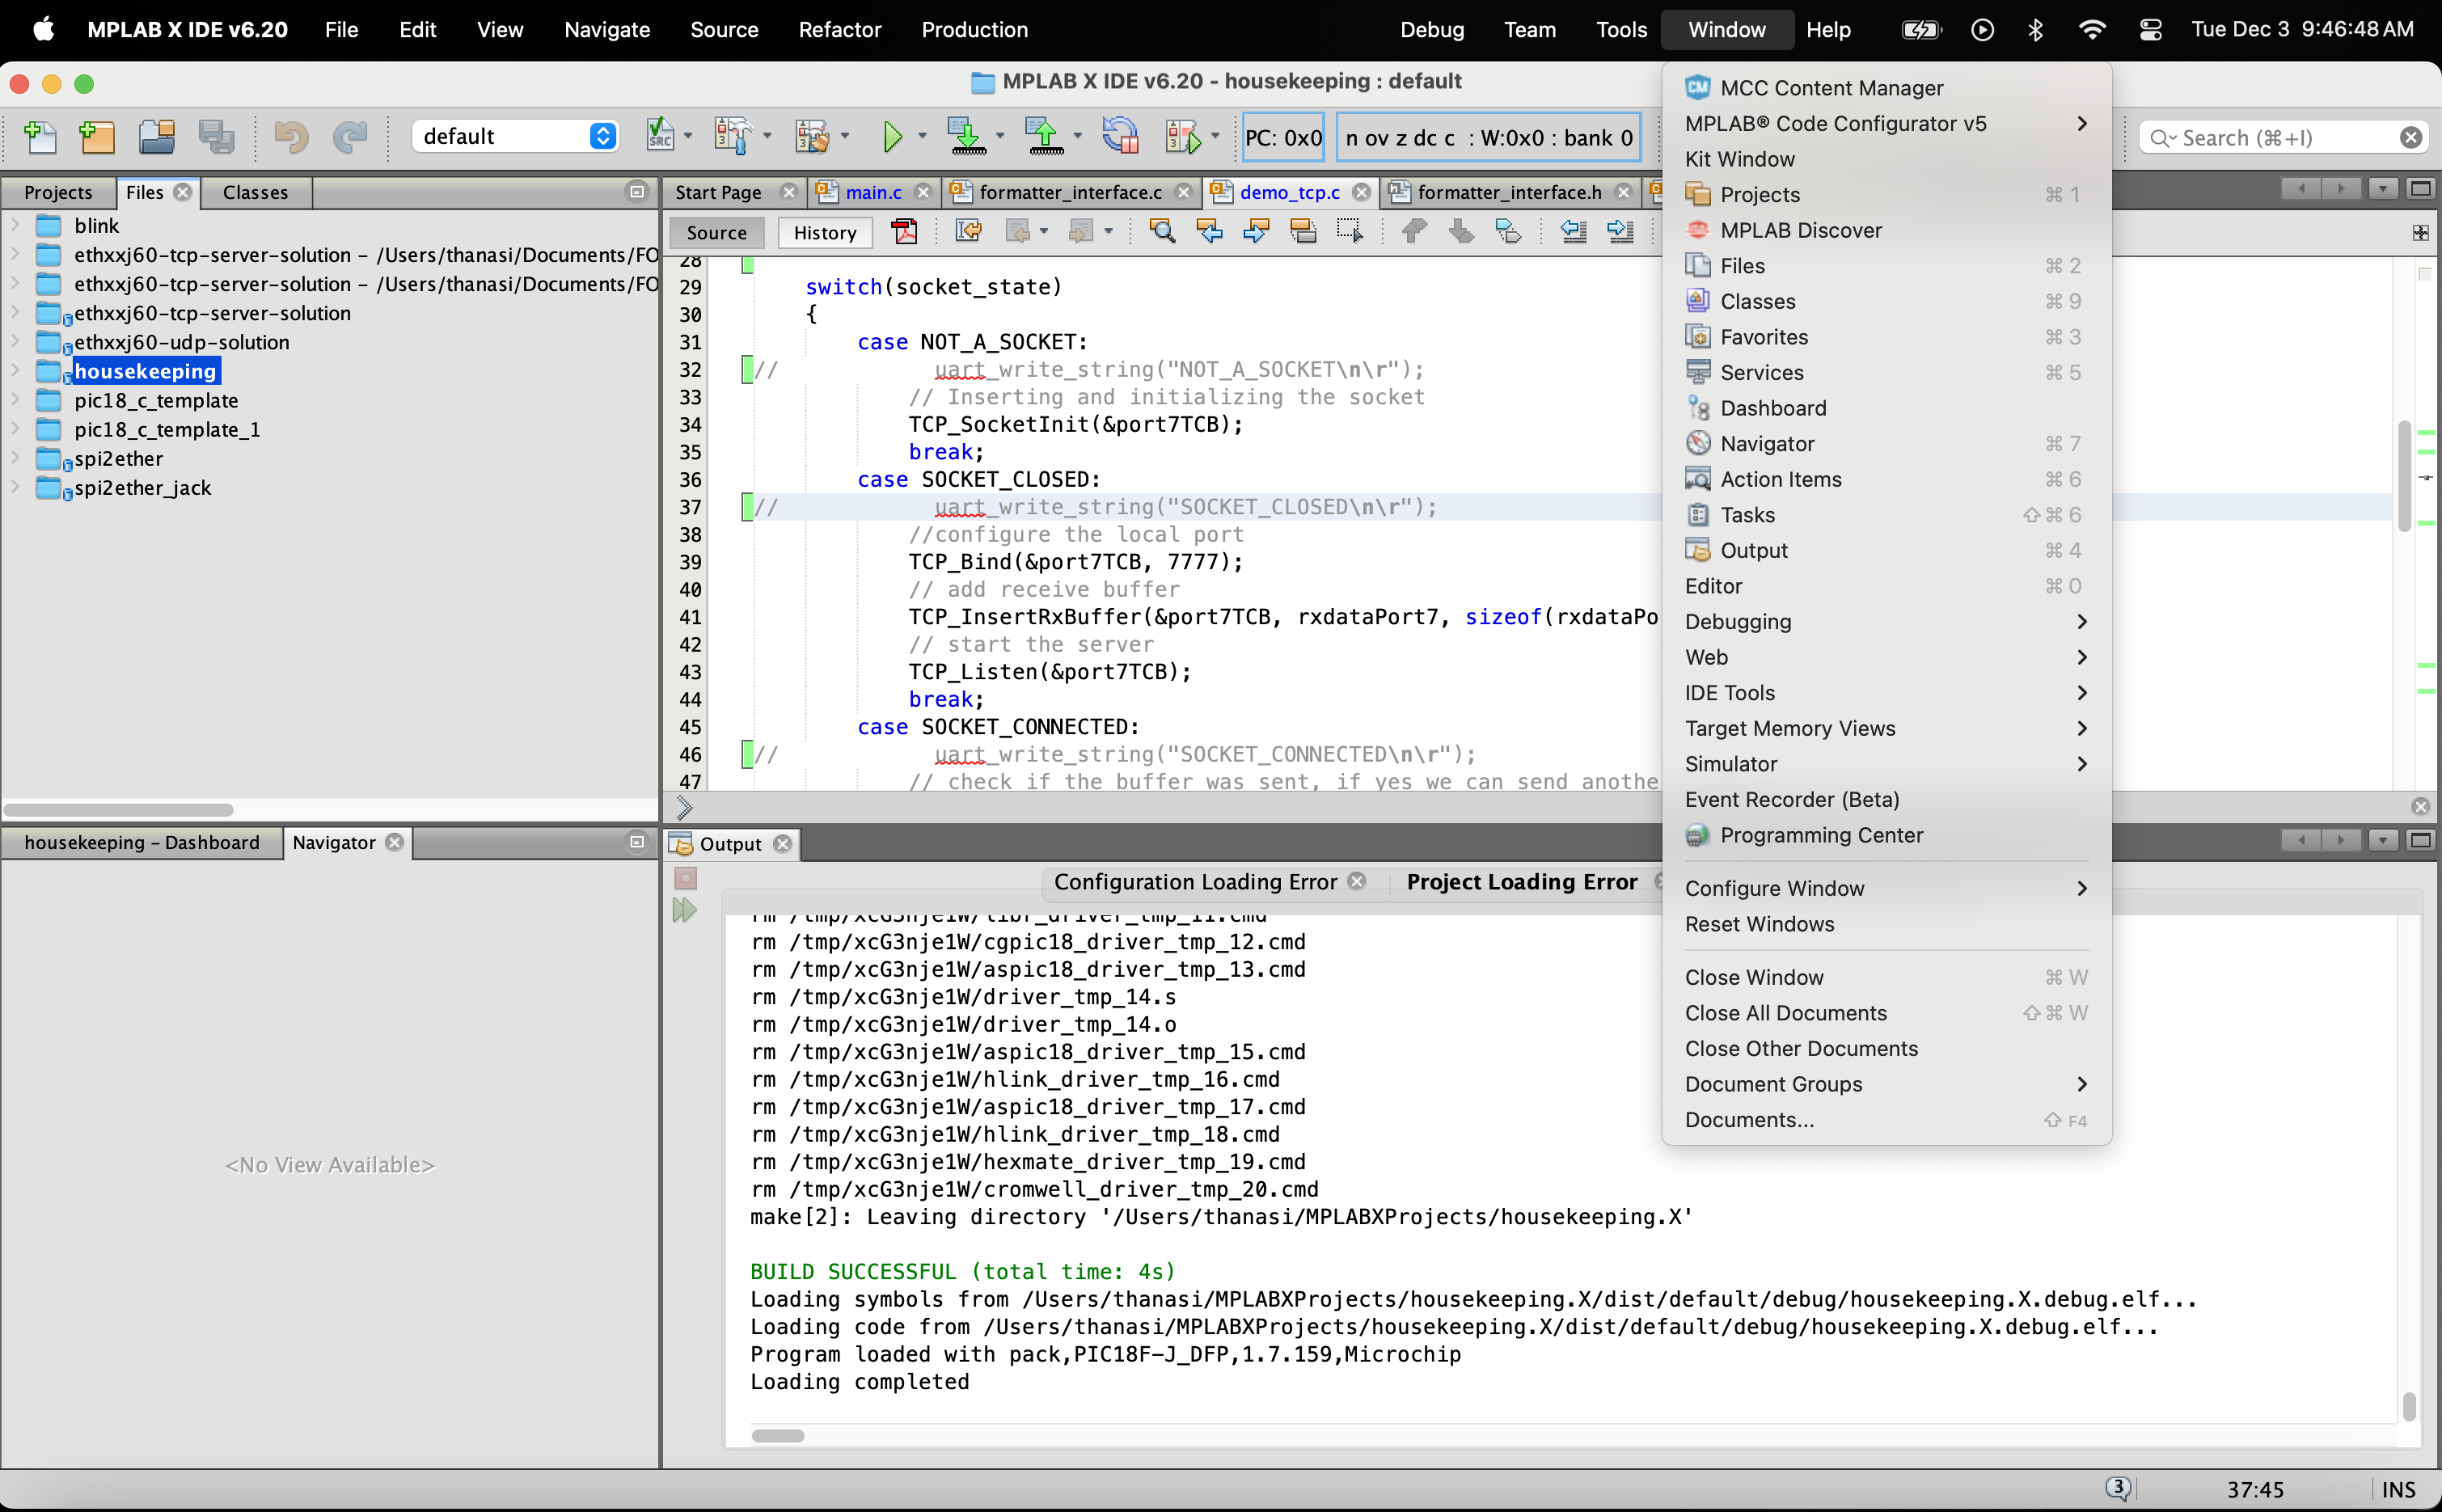 MPLAB X IDE v6.20 File Edit View Navigate Source Refactor Production Debug Team Tools Window Help Tue Dec 3 9:46:48 AM
MPLAB X IDE v6.20 - housekeeping : default
default
PC: 0x0
n ov z dc c : W:0x0 : bank 0
Search (⌘+I)
Projects Files Classes
blink
ethxxj60-tcp-server-solution – /Users/thanasi/Documents/FO
ethxxj60-tcp-server-solution – /Users/thanasi/Documents/FO
ethxxj60-tcp-server-solution
ethxxj60-udp-solution
housekeeping
pic18_c_template
pic18_c_template_1
spi2ether
spi2ether_jack
housekeeping – Dashboard Navigator
<No View Available>
Start Page main.c formatter_interface.c demo_tcp.c formatter_interface.h
Source History
28
29 switch(socket_state)
30 {
31 case NOT_A_SOCKET:
32 // uart_write_string("NOT_A_SOCKET\n\r");
33 // Inserting and initializing the socket
34 TCP_SocketInit(&port7TCB);
35 break;
36 case SOCKET_CLOSED:
37 // uart_write_string("SOCKET_CLOSED\n\r");
38 //configure the local port
39 TCP_Bind(&port7TCB, 7777);
40 // add receive buffer
41 TCP_InsertRxBuffer(&port7TCB, rxdataPort7, sizeof(rxdataPo
42 // start the server
43 TCP_Listen(&port7TCB);
44 break;
45 case SOCKET_CONNECTED:
46 // uart_write_string("SOCKET_CONNECTED\n\r");
47 // check if the buffer was sent, if yes we can send anothe
Output
Configuration Loading Error Project Loading Error
rm /tmp/xcG3nje1W/libr_driver_tmp_11.cmd
rm /tmp/xcG3nje1W/cgpic18_driver_tmp_12.cmd
rm /tmp/xcG3nje1W/aspic18_driver_tmp_13.cmd
rm /tmp/xcG3nje1W/driver_tmp_14.s
rm /tmp/xcG3nje1W/driver_tmp_14.o
rm /tmp/xcG3nje1W/aspic18_driver_tmp_15.cmd
rm /tmp/xcG3nje1W/hlink_driver_tmp_16.cmd
rm /tmp/xcG3nje1W/aspic18_driver_tmp_17.cmd
rm /tmp/xcG3nje1W/hlink_driver_tmp_18.cmd
rm /tmp/xcG3nje1W/hexmate_driver_tmp_19.cmd
rm /tmp/xcG3nje1W/cromwell_driver_tmp_20.cmd
make[2]: Leaving directory '/Users/thanasi/MPLABXProjects/housekeeping.X'
BUILD SUCCESSFUL (total time: 4s)
Loading symbols from /Users/thanasi/MPLABXProjects/housekeeping.X/dist/default/debug/housekeeping.X.debug.elf...
Loading code from /Users/thanasi/MPLABXProjects/housekeeping.X/dist/default/debug/housekeeping.X.debug.elf...
Program loaded with pack,PIC18F-J_DFP,1.7.159,Microchip
Loading completed
MCC Content Manager
MPLAB® Code Configurator v5
Kit Window
Projects ⌘ 1
MPLAB Discover
Files ⌘ 2
Classes ⌘ 9
Favorites ⌘ 3
Services ⌘ 5
Dashboard
Navigator ⌘ 7
Action Items ⌘ 6
Tasks ⇧ ⌘ 6
Output ⌘ 4
Editor ⌘ 0
Debugging
Web
IDE Tools
Target Memory Views
Simulator
Event Recorder (Beta)
Programming Center
Configure Window
Reset Windows
Close Window ⌘ W
Close All Documents ⇧ ⌘ W
Close Other Documents
Document Groups
Documents... ⇧ F4
3 37:45 INS